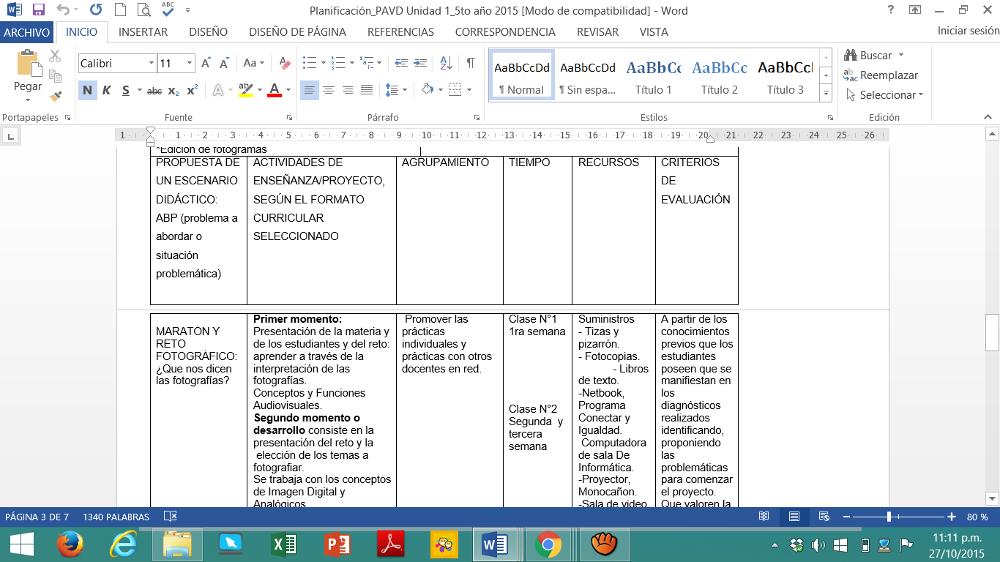 Planificación_PAVD Unidad 1_5to año 2015 [Modo de compatibilidad] - Word
ARCHIVO INICIO INSERTAR DISEÑO DISEÑO DE PÁGINA REFERENCIAS CORRESPONDENCIA REVISAR VISTA Iniciar sesión
Pegar
Calibri 11
N K S abc x2 x2 A ab A
AaBbCcDd AaBbCcDd AaBbCc AaBbCc AaBbCcl
¶ Normal ¶ Sin espa... Título 1 Título 2 Título 3
Buscar
Reemplazar
Seleccionar
Portapapeles Fuente Párrafo Estilos Edición
1 1 2 3 4 5 6 7 8 9 10 11 12 13 14 15 16 17 18 19 20 21 22 23 24 25 26
*Edición de fotogramas
PROPUESTA DE
UN ESCENARIO
DIDÁCTICO:
ABP (problema a
abordar o
situación
problemática)
ACTIVIDADES DE
ENSEÑANZA/PROYECTO,
SEGÚN EL FORMATO
CURRICULAR
SELECCIONADO
AGRUPAMIENTO
TIEMPO
RECURSOS
CRITERIOS
DE
EVALUACIÓN
MARATÓN Y
RETO
FOTOGRÁFICO:
¿Que nos dicen
las fotografías?
Primer momento:
Presentación de la materia y
de los estudiantes y del reto:
aprender a través de la
interpretación de las
fotografías.
Conceptos y Funciones
Audiovisuales.
Segundo momento o
desarrollo consiste en la
presentación del reto y la
elección de los temas a
fotografiar.
Se trabaja con los conceptos
de Imagen Digital y
Analógicos
Promover las
prácticas
individuales y
prácticas con otros
docentes en red.
Clase N°1
1ra semana
Clase N°2
Segunda y
tercera
semana
Suministros
- Tizas y
pizarrón.
- Fotocopias.
- Libros
de texto.
-Netbook,
Programa
Conectar y
Igualdad.
Computadora
de sala De
Informática.
-Proyector,
Monocañon.
-Sala de video
A partir de los
conocimientos
previos que los
estudiantes
poseen que se
manifiestan en
los
diagnósticos
realizados
identificando,
proponiendo
las
problemáticas
para comenzar
el proyecto.
Que valoren la
PÁGINA 3 DE 7 1340 PALABRAS 80 %
11:11 p.m.
27/10/2015